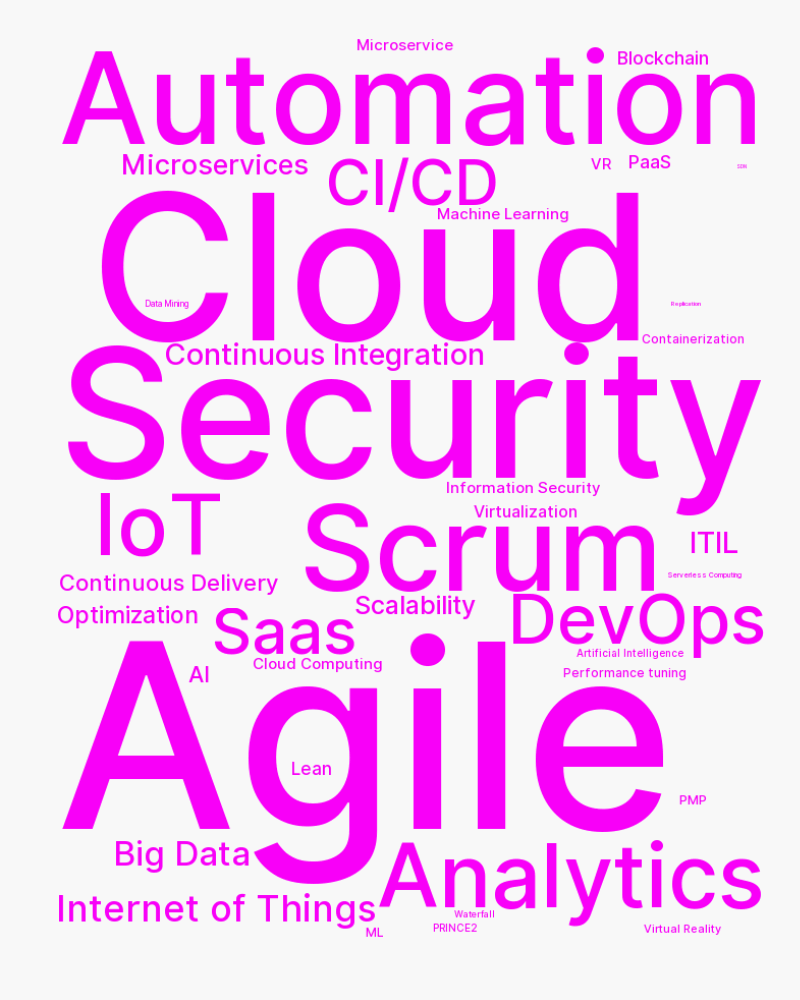 Microservice
Automation
Blockchain
Microservices
CI/CD
VR
PaaS
Machine Learning
Cloud
Data Mining
Replication
Containerization
Continuous Integration
Security
Information Security
IoT
Virtualization
Scrum
ITIL
Serverless Computing
Continuous Delivery
Optimization
Scalability
DevOps
Saas
Artificial Intelligence
Cloud Computing
AI
Performance tuning
Agile
Lean
PMP
Big Data
Analytics
Internet of Things
Waterfall
PRINCE2
ML
Virtual Reality